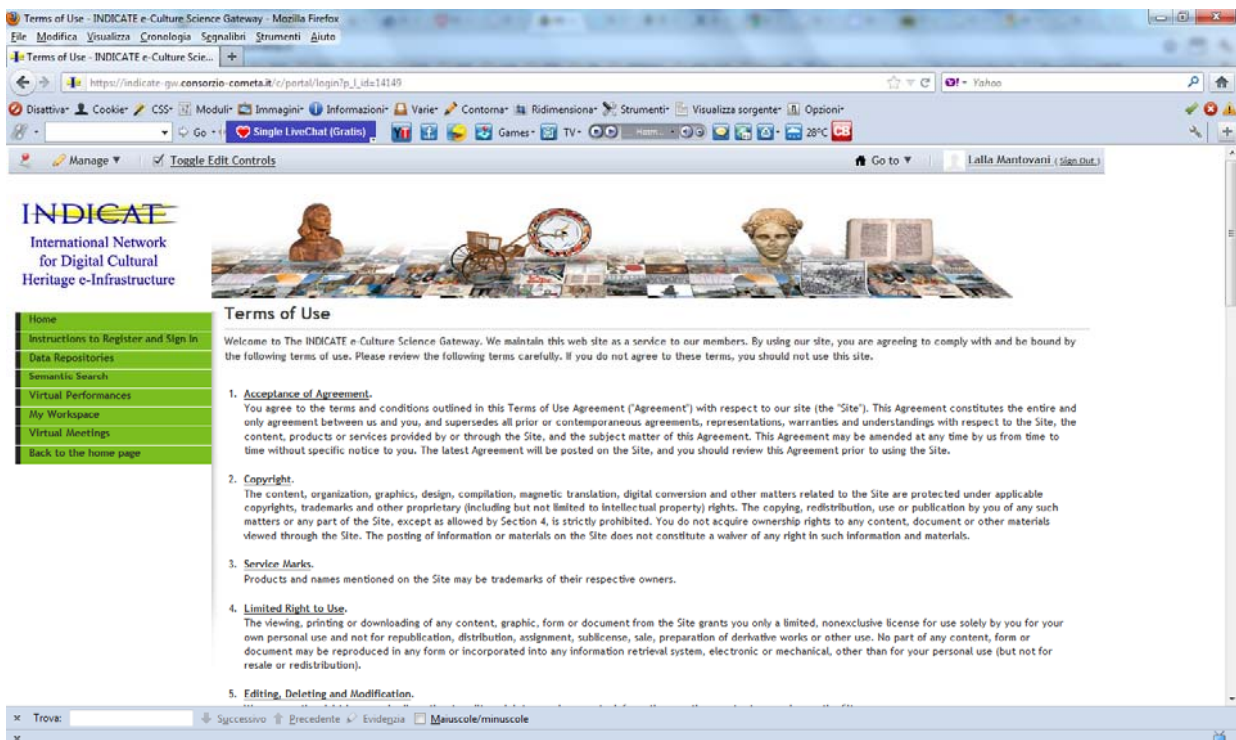 Terms of Use - INDICATE e-Culture Science Gateway - Mozilla Firefox
File Modifica Visualizza Cronologia Segnalibri Strumenti Aiuto
Terms of Use - INDICATE e-Culture Scie...
https://indicate-gw.consorzio-cometa.it/c/portal/login?p_l_id=14149
Yahoo
Disattiva Cookie CSS Moduli Immagini Informazioni Varie Contorna Ridimensiona Strumenti Visualizza sorgente Opzioni
Go Single LiveChat (Gratis) Games TV 28°C CB
Manage Toggle Edit Controls Go to Lalla Mantovani (Sign Out)
INDICATE
International Network
for Digital Cultural
Heritage e-Infrastructure
Home
Instructions to Register and Sign In
Data Repositories
Semantic Search
Virtual Performances
My Workspace
Virtual Meetings
Back to the home page
Terms of Use
Welcome to The INDICATE e-Culture Science Gateway. We maintain this web site as a service to our members. By using our site, you are agreeing to comply with and be bound by
the following terms of use. Please review the following terms carefully. If you do not agree to these terms, you should not use this site.
1. Acceptance of Agreement.
You agree to the terms and conditions outlined in this Terms of Use Agreement ("Agreement") with respect to our site (the "Site"). This Agreement constitutes the entire and
only agreement between us and you, and supersedes all prior or contemporaneous agreements, representations, warranties and understandings with respect to the Site, the
content, products or services provided by or through the Site, and the subject matter of this Agreement. This Agreement may be amended at any time by us from time to
time without specific notice to you. The latest Agreement will be posted on the Site, and you should review this Agreement prior to using the Site.
2. Copyright.
The content, organization, graphics, design, compilation, magnetic translation, digital conversion and other matters related to the Site are protected under applicable
copyrights, trademarks and other proprietary (including but not limited to intellectual property) rights. The copying, redistribution, use or publication by you of any such
matters or any part of the Site, except as allowed by Section 4, is strictly prohibited. You do not acquire ownership rights to any content, document or other materials
viewed through the Site. The posting of information or materials on the Site does not constitute a waiver of any right in such information and materials.
3. Service Marks.
Products and names mentioned on the Site may be trademarks of their respective owners.
4. Limited Right to Use.
The viewing, printing or downloading of any content, graphic, form or document from the Site grants you only a limited, nonexclusive license for use solely by you for your
own personal use and not for republication, distribution, assignment, sublicense, sale, preparation of derivative works or other use. No part of any content, form or
document may be reproduced in any form or incorporated into any information retrieval system, electronic or mechanical, other than for your personal use (but not for
resale or redistribution).
5. Editing, Deleting and Modification.
Trova: Successivo Precedente Evidenzia Maiuscole/minuscole